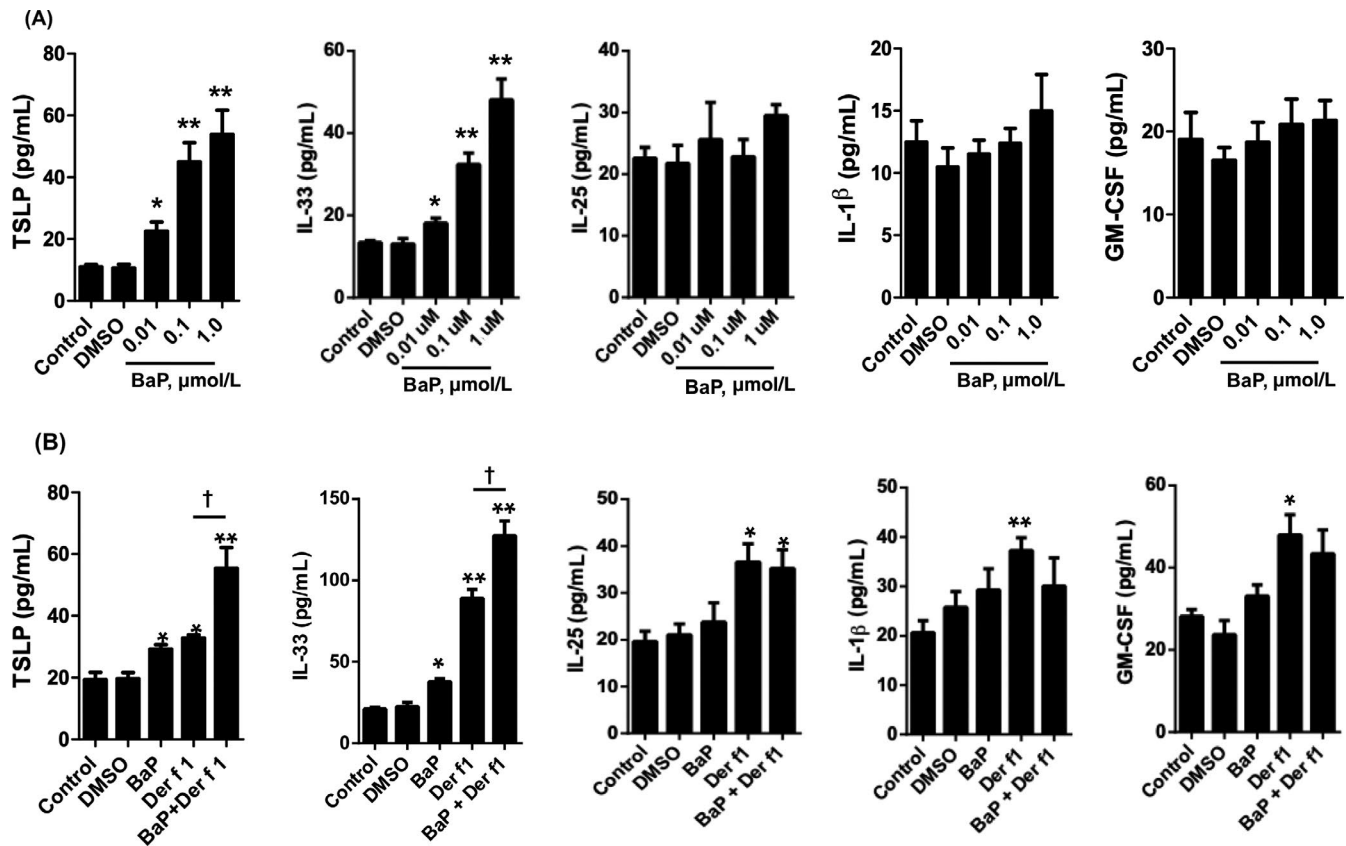 (A)
TSLP (pg/mL)
80
60
40
20
0
*
**
**
Control
DMSO
0.01
0.1
1.0
BaP, µmol/L
IL-33 (pg/mL)
60
40
20
0
*
**
**
Control
DMSO
0.01 uM
0.1 uM
1 uM
BaP, µmol/L
IL-25 (pg/mL)
40
30
20
10
0
Control
DMSO
0.01 uM
0.1 uM
1 uM
BaP, µmol/L
IL-1β (pg/mL)
20
15
10
5
0
Control
DMSO
0.01
0.1
1.0
BaP, µmol/L
GM-CSF (pg/mL)
30
20
10
0
Control
DMSO
0.01
0.1
1.0
BaP, µmol/L
(B)
TSLP (pg/mL)
80
60
40
20
0
*
*
**
†
Control
DMSO
BaP
Der f 1
BaP+Der f 1
IL-33 (pg/mL)
150
100
50
0
*
**
**
†
Control
DMSO
BaP
Der f1
BaP + Der f1
IL-25 (pg/mL)
50
40
30
20
10
0
*
*
Control
DMSO
BaP
Der f1
BaP + Der f1
IL-1β (pg/mL)
50
40
30
20
10
0
**
Control
DMSO
BaP
Der f1
BaP + Der f1
GM-CSF (pg/mL)
60
40
20
0
*
Control
DMSO
BaP
Der f1
BaP + Der f1